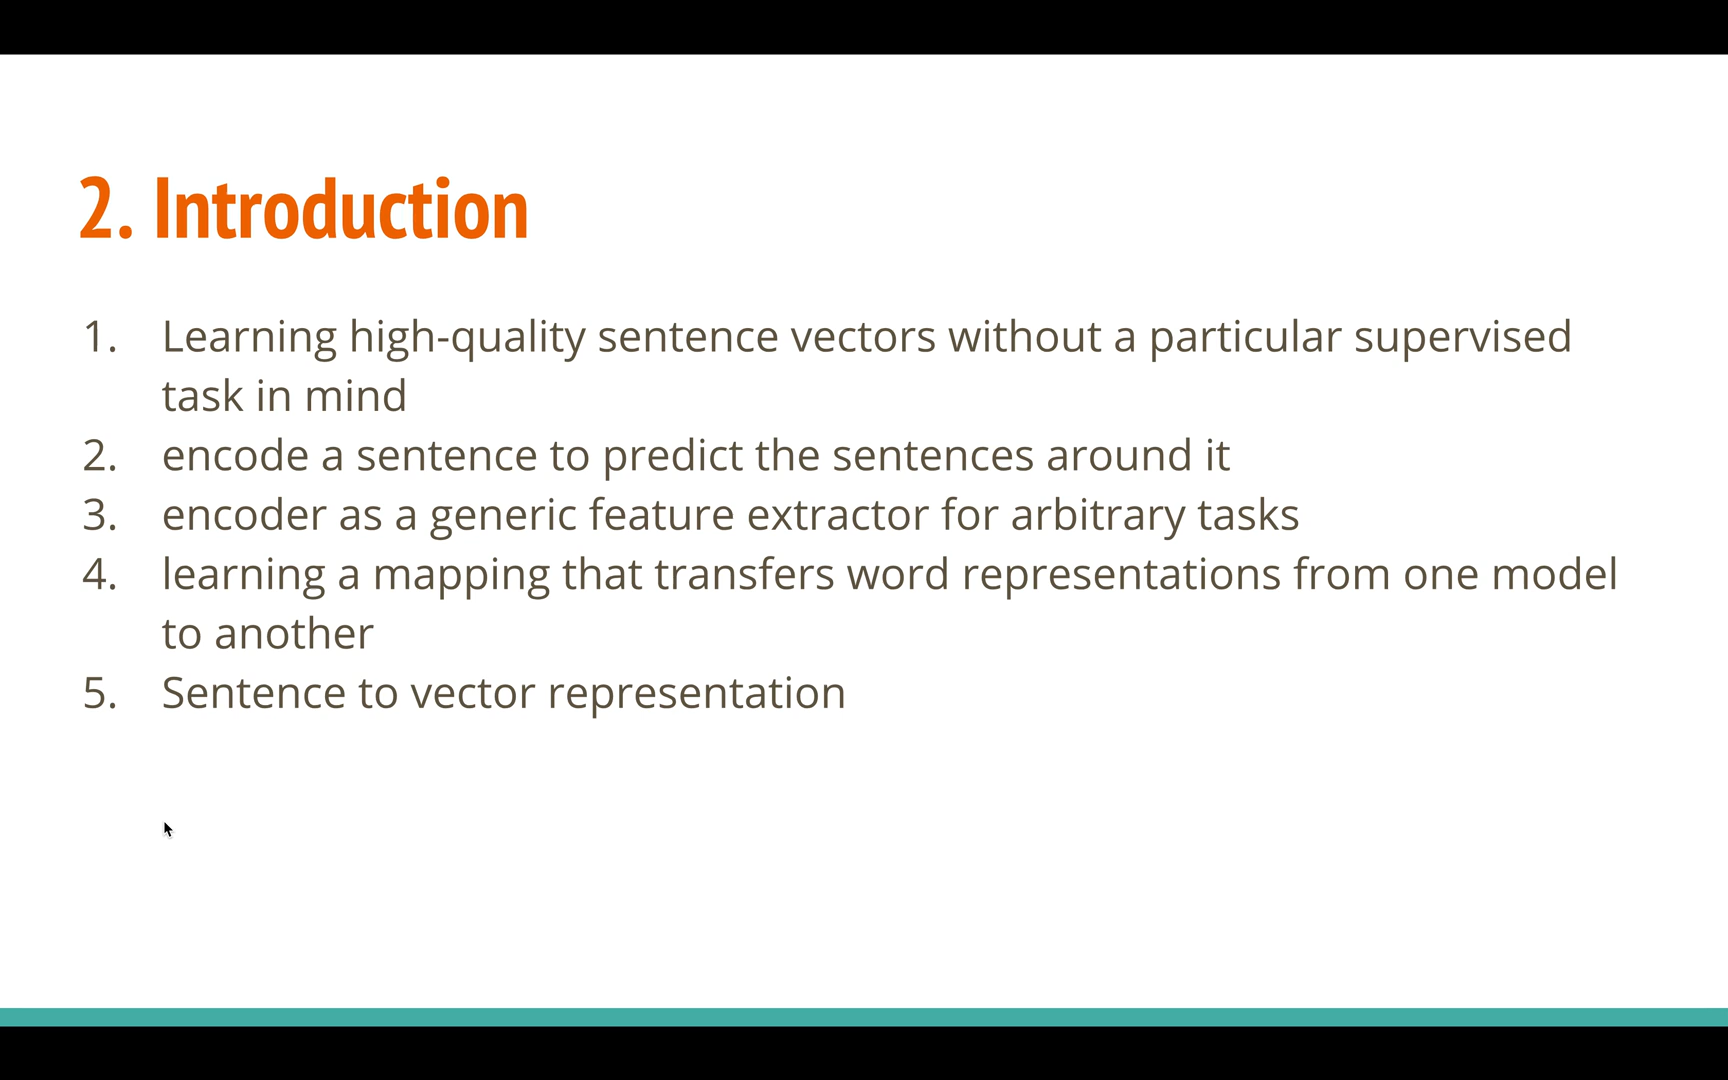 2. Introduction
1. Learning high-quality sentence vectors without a particular supervised
task in mind
2. encode a sentence to predict the sentences around it
3. encoder as a generic feature extractor for arbitrary tasks
4. learning a mapping that transfers word representations from one model
to another
5. Sentence to vector representation